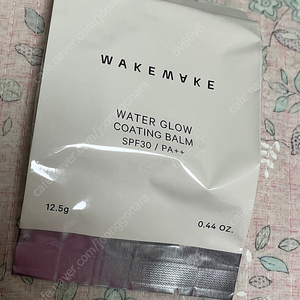 WAKEMAKE
WATER GLOW
COATING BALM
SPF30 / PA++
12.5g
0.44 OZ.